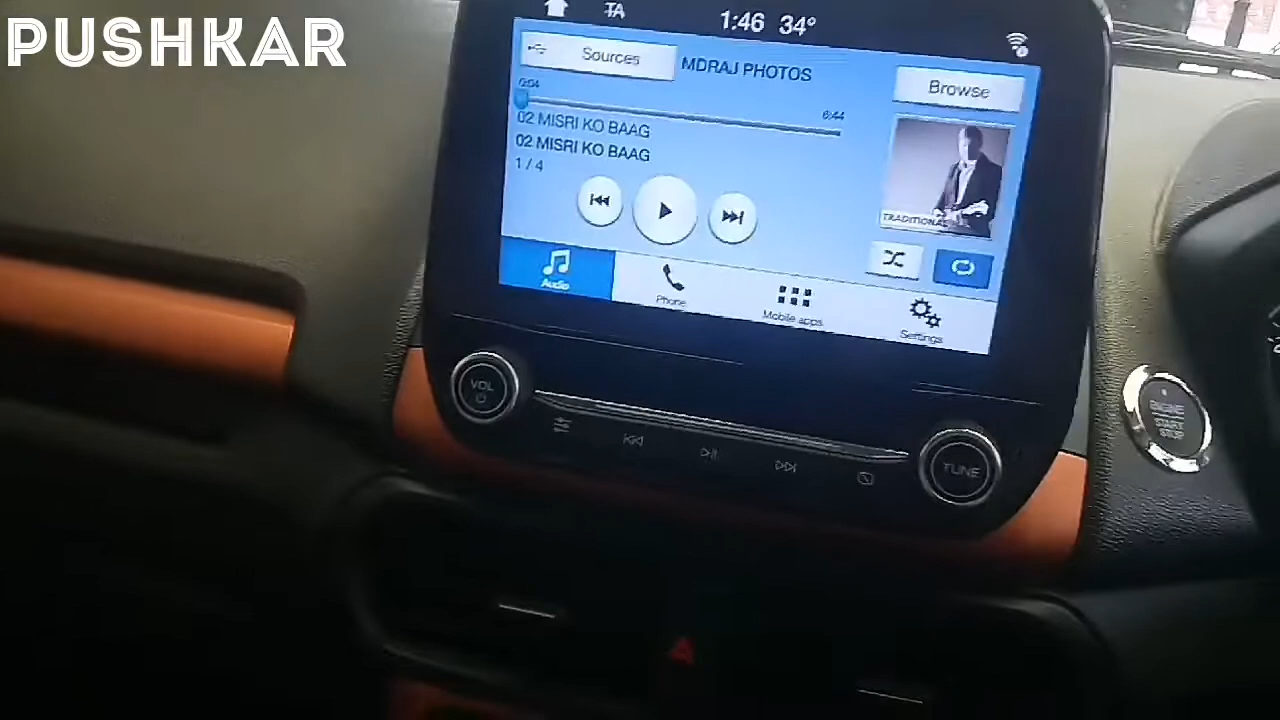 PUSHKAR
TA
1:46 34°
Sources
MDRAJ PHOTOS
Browse
0:04
6:44
02 MISRI KO BAAG
02 MISRI KO BAAG
1 / 4
TRADITIONAL
Audio
Phone
Mobile apps
Settings
VOL
TUNE
ENGINE
START
STOP